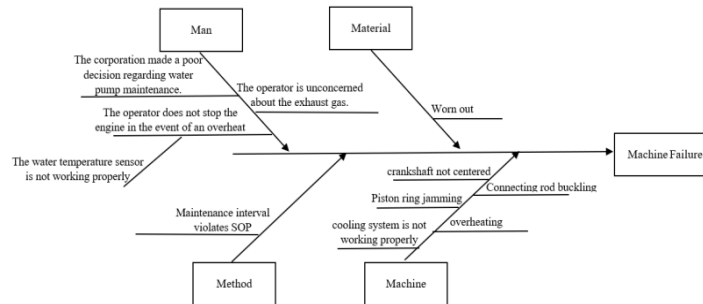 Man
Material
The corporation made a poor
decision regarding water
pump maintenance.
The operator is unconcerned
about the exhaust gas.
Worn out
The operator does not stop the
engine in the event of an overheat
The water temperature sensor
is not working properly
Machine Failure
crankshaft not centered
Connecting rod buckling
Piston ring jamming
Maintenance interval
violates SOP
overheating
cooling system is not
working properly
Method
Machine